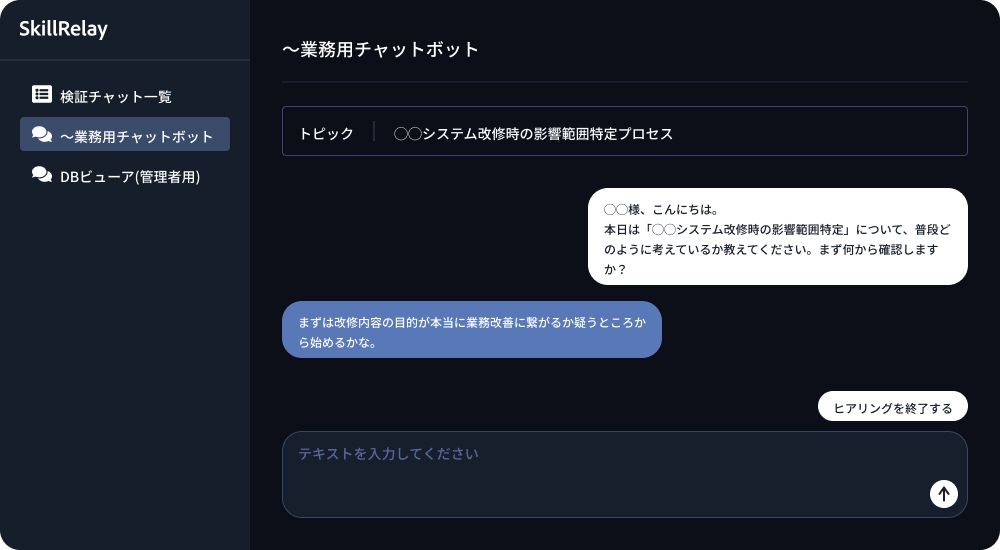 SkillRelay
検証チャット一覧
〜業務用チャットボット
DBビューア(管理者用)
〜業務用チャットボット
トピック
〇〇システム改修時の影響範囲特定プロセス
〇〇様、こんにちは。
本日は「〇〇システム改修時の影響範囲特定」について、普段ど
のように考えているか教えてください。まず何から確認します
か？
まずは改修内容の目的が本当に業務改善に繋がるか疑うところか
ら始めるかな。
ヒアリングを終了する
テキストを入力してください